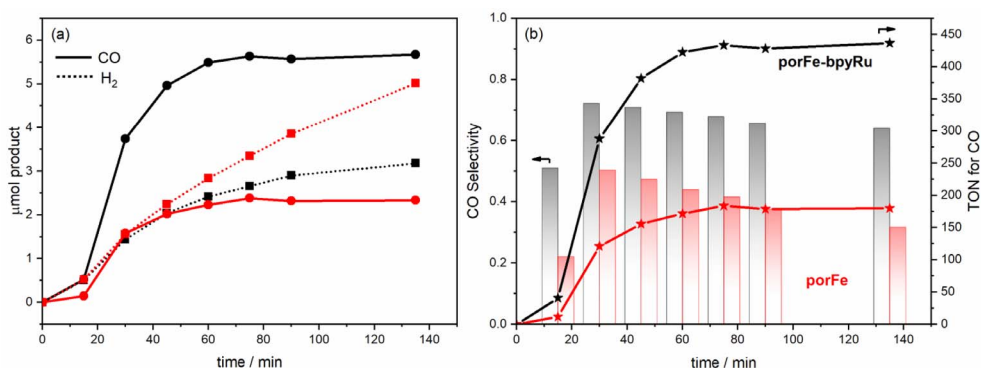 (a)
CO
H₂
6
5
4
3
2
1
0
μmol product
0 20 40 60 80 100 120 140
time / min
(b)
porFe-bpyRu
porFe
1.0
0.8
0.6
0.4
0.2
0.0
CO Selectivity
450
400
350
300
250
200
150
100
50
0
TON for CO
0 20 40 60 80 100 120 140
time / min